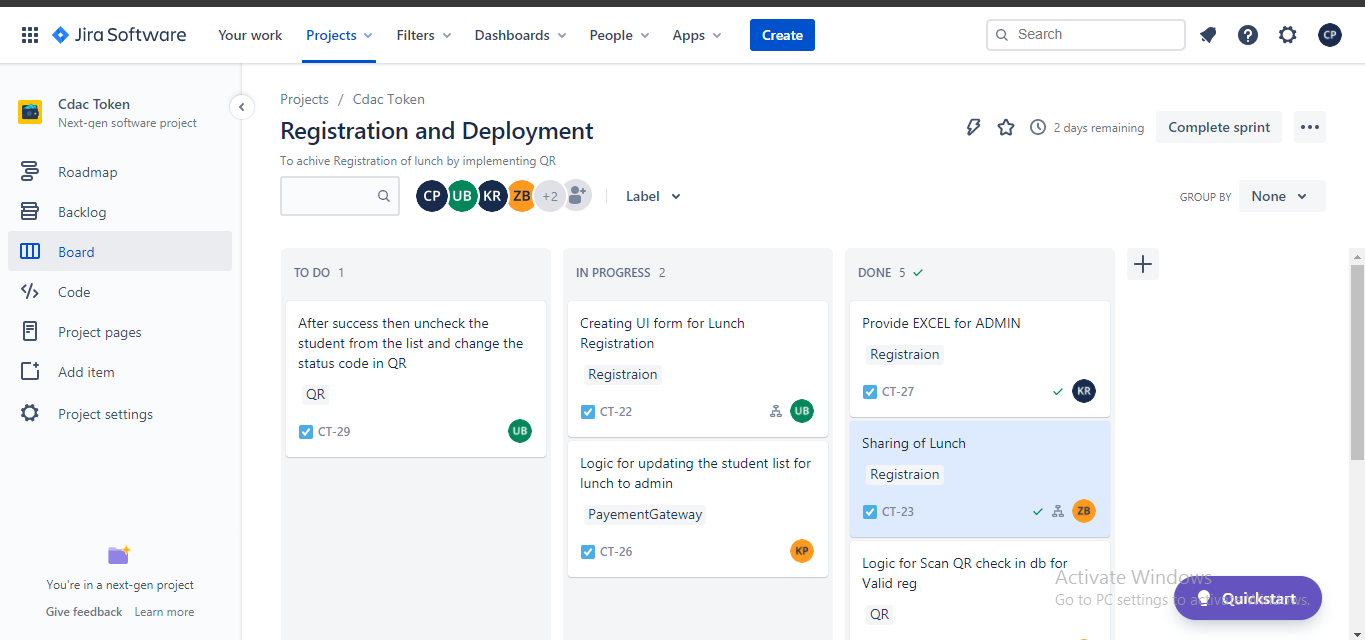 Jira Software
Your work
Projects
Filters
Dashboards
People
Apps
Create
Search
CP
Cdac Token
Next-gen software project
Roadmap
Backlog
Board
Code
Project pages
Add item
Project settings
You're in a next-gen project
Give feedback Learn more
Projects / Cdac Token
Registration and Deployment
To achive Registration of lunch by implementing QR
2 days remaining
Complete sprint
CP UB KR ZB +2
Label
GROUP BY None
TO DO 1
After success then uncheck the
student from the list and change the
status code in QR
QR
CT-29
UB
IN PROGRESS 2
Creating UI form for Lunch
Registration
Registraion
CT-22
UB
Logic for updating the student list for
lunch to admin
PayementGateway
CT-26
KP
DONE 5
Provide EXCEL for ADMIN
Registraion
CT-27
KR
Sharing of Lunch
Registraion
CT-23
ZB
Logic for Scan QR check in db for
Valid reg
QR
Activate Windows
Go to PC settings to activate Windows.
Quickstart